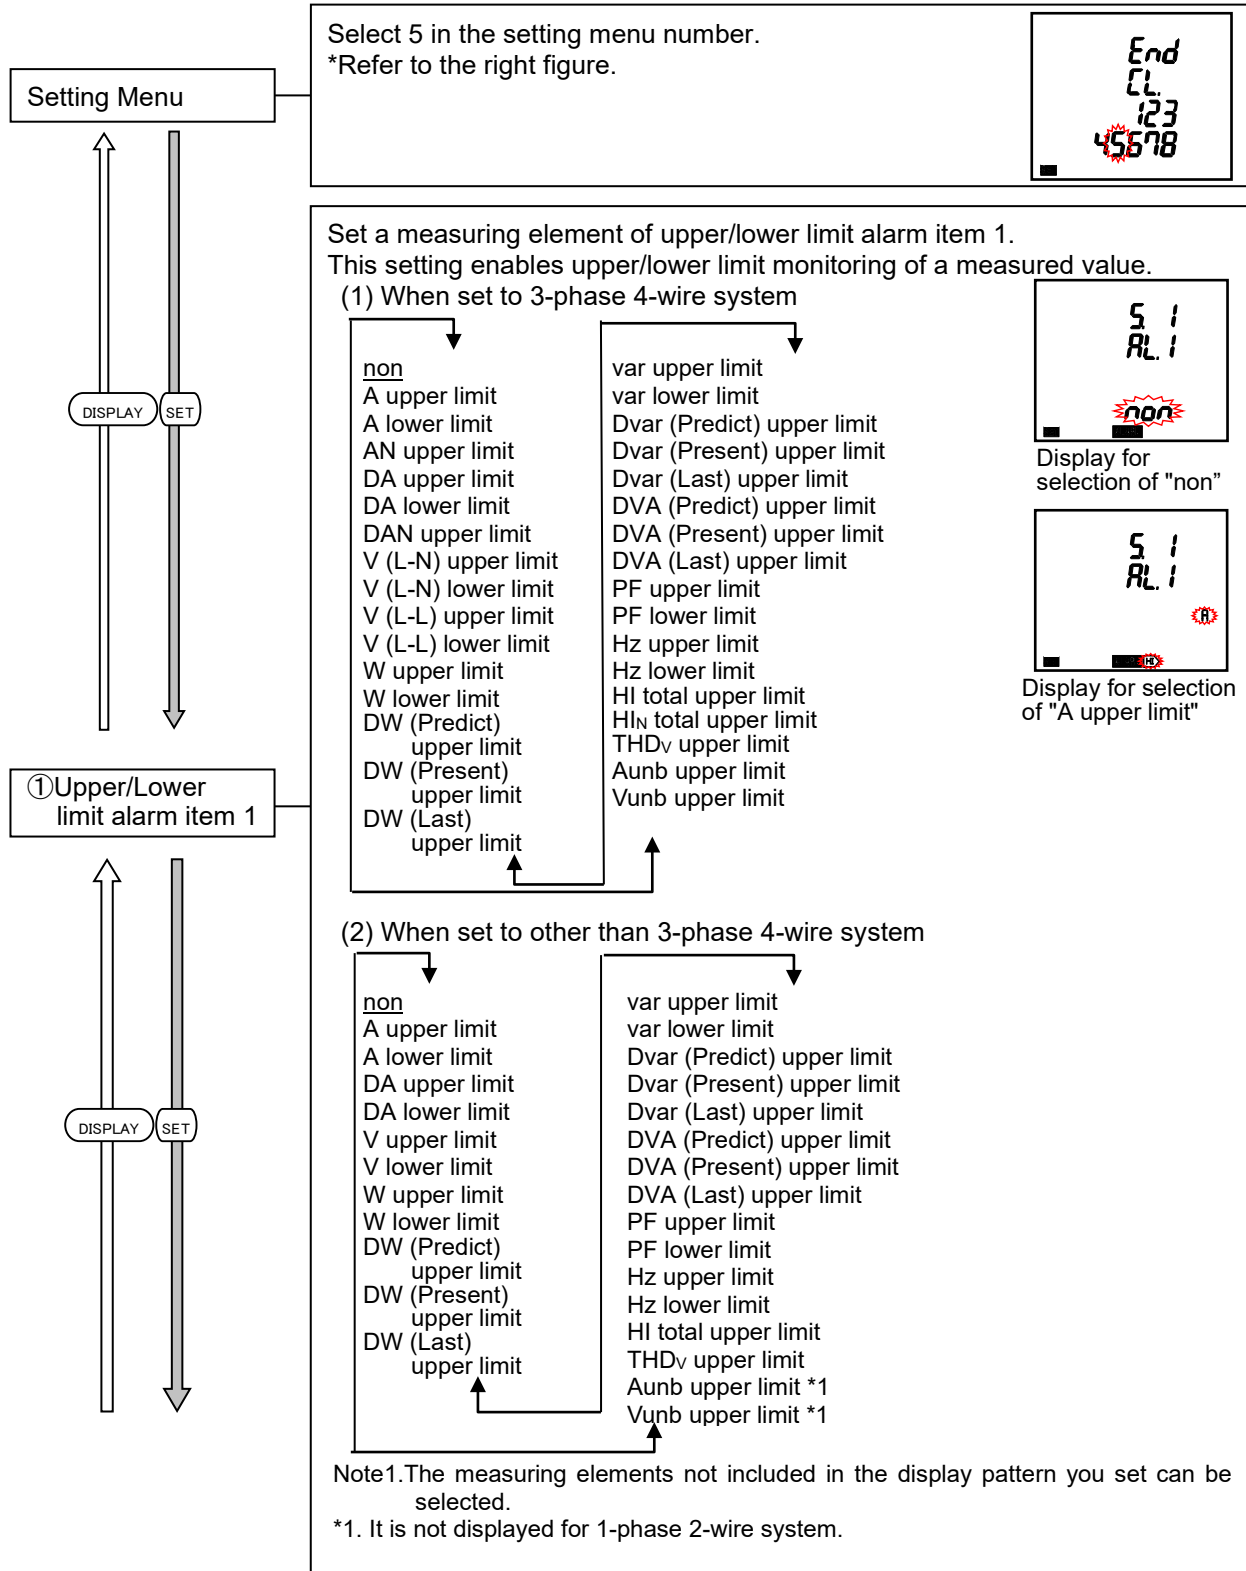 Setting Menu
Select 5 in the setting menu number.
*Refer to the right figure.
End
CL.
123
45678
DISPLAY
SET
①Upper/Lower
limit alarm item 1
Set a measuring element of upper/lower limit alarm item 1.
This setting enables upper/lower limit monitoring of a measured value.
(1) When set to 3-phase 4-wire system
non
A upper limit
A lower limit
AN upper limit
DA upper limit
DA lower limit
DAN upper limit
V (L-N) upper limit
V (L-N) lower limit
V (L-L) upper limit
V (L-L) lower limit
W upper limit
W lower limit
DW (Predict)
upper limit
DW (Present)
upper limit
DW (Last)
upper limit
var upper limit
var lower limit
Dvar (Predict) upper limit
Dvar (Present) upper limit
Dvar (Last) upper limit
DVA (Predict) upper limit
DVA (Present) upper limit
DVA (Last) upper limit
PF upper limit
PF lower limit
Hz upper limit
Hz lower limit
HI total upper limit
HIN total upper limit
THDV upper limit
Aunb upper limit
Vunb upper limit
S. 1
AL. 1
non
Display for
selection of "non”
S. 1
AL. 1
A
HI
Display for selection
of "A upper limit"
DISPLAY
SET
(2) When set to other than 3-phase 4-wire system
non
A upper limit
A lower limit
DA upper limit
DA lower limit
V upper limit
V lower limit
W upper limit
W lower limit
DW (Predict)
upper limit
DW (Present)
upper limit
DW (Last)
upper limit
var upper limit
var lower limit
Dvar (Predict) upper limit
Dvar (Present) upper limit
Dvar (Last) upper limit
DVA (Predict) upper limit
DVA (Present) upper limit
DVA (Last) upper limit
PF upper limit
PF lower limit
Hz upper limit
Hz lower limit
HI total upper limit
THDV upper limit
Aunb upper limit *1
Vunb upper limit *1
Note1.The measuring elements not included in the display pattern you set can be
selected.
*1. It is not displayed for 1-phase 2-wire system.